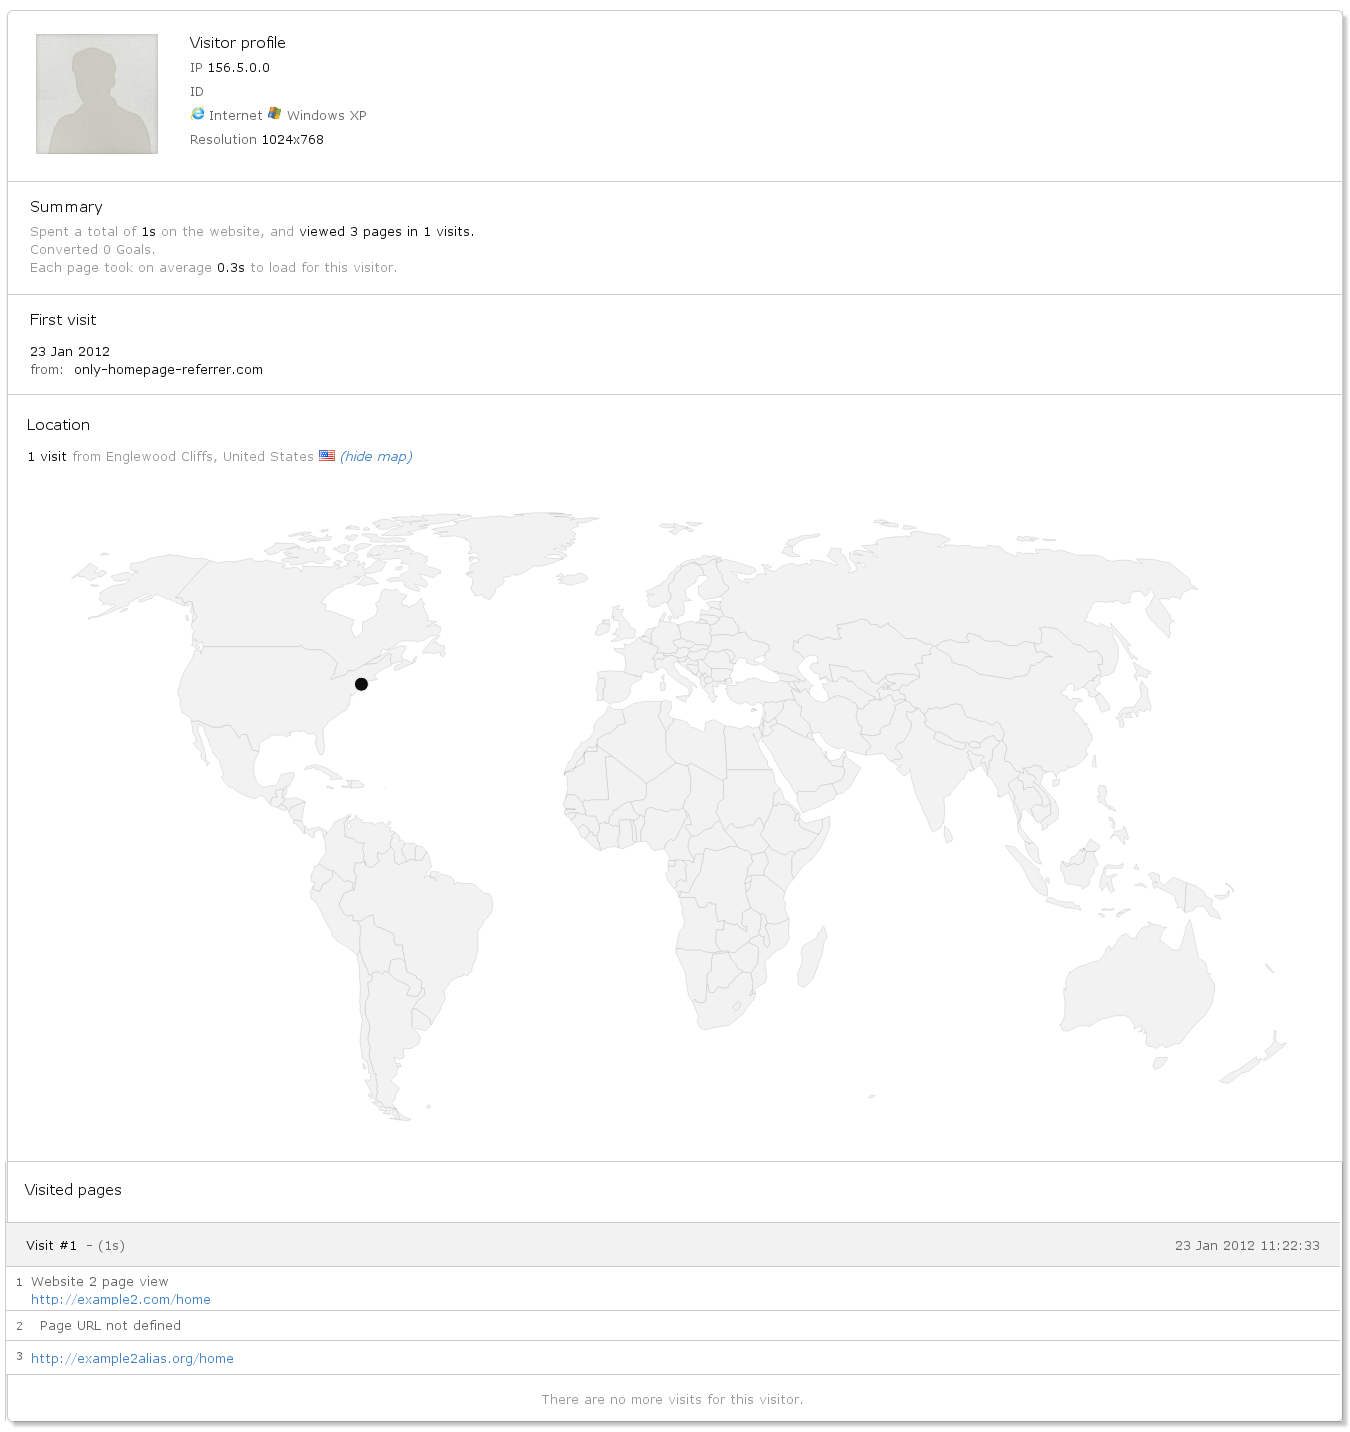 Visitor profile
IP 156.5.0.0
ID
Internet Windows XP
Resolution 1024x768
Summary
Spent a total of 1s on the website, and viewed 3 pages in 1 visits.
Converted 0 Goals.
Each page took on average 0.3s to load for this visitor.
First visit
23 Jan 2012
from: only-homepage-referrer.com
Location
1 visit from Englewood Cliffs, United States (hide map)
Visited pages
Visit #1 - (1s) 23 Jan 2012 11:22:33
1 Website 2 page view
http://example2.com/home
2 Page URL not defined
3 http://example2alias.org/home
There are no more visits for this visitor.